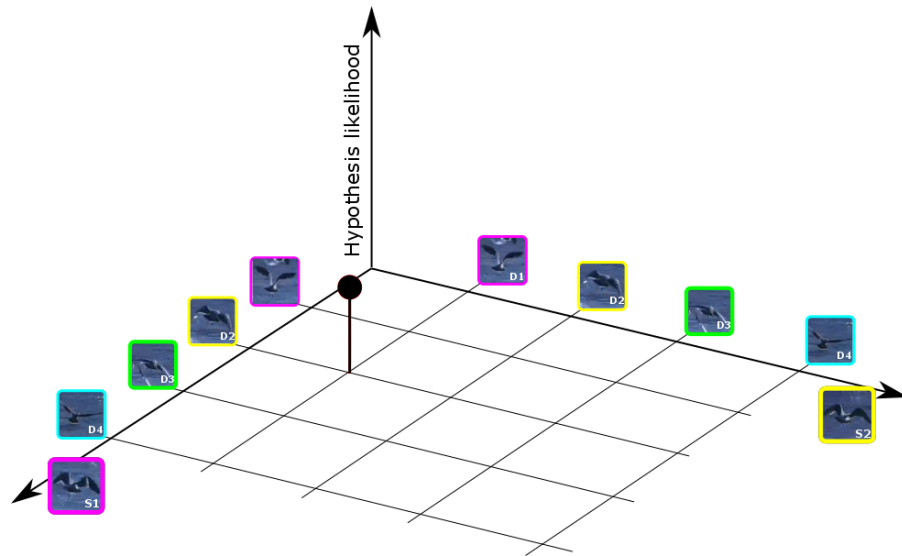 Hypothesis likelihood
D1
D2
D2
D3
D3
D4
D4
S2
S1